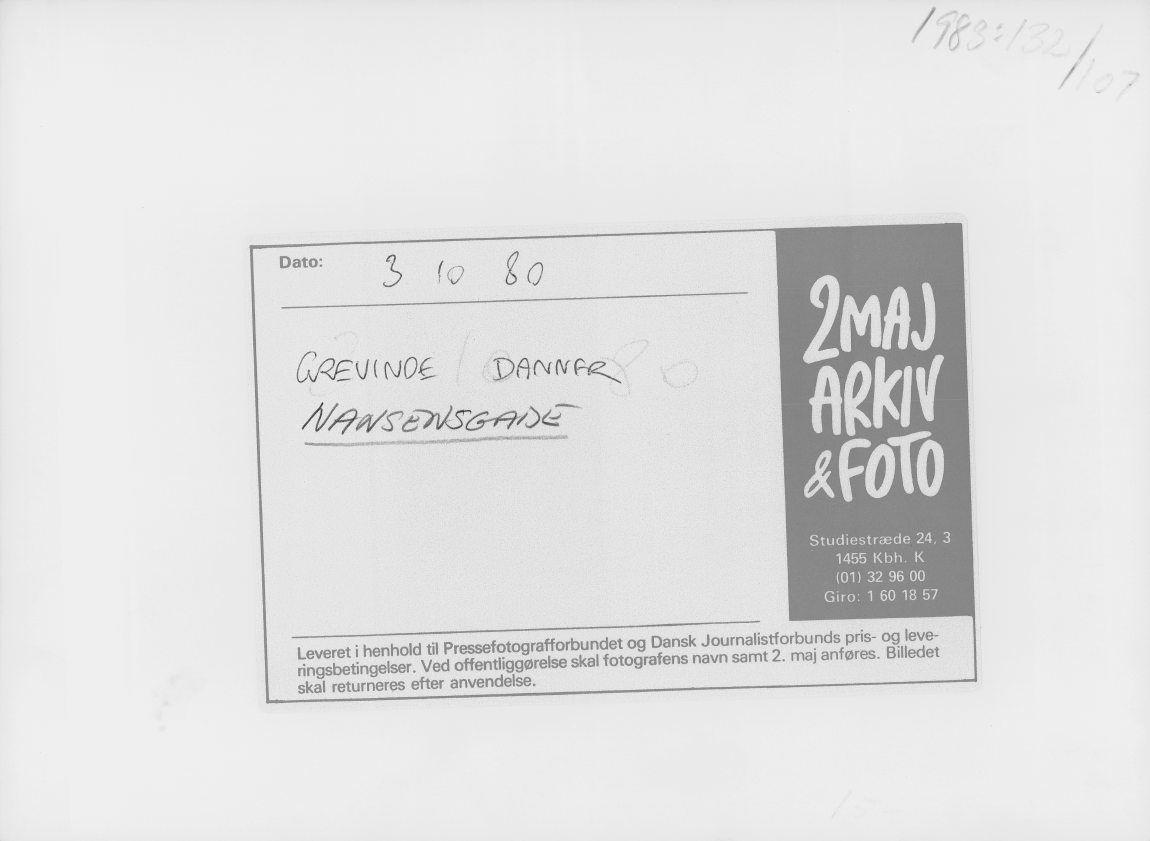 1983:132/107
Dato: 3 10 80
GREVINDE DANNER
NANSENSGADE
2 MAJ
ARKIV
& FOTO
Studiestræde 24, 3
1455 Kbh. K
(01) 32 96 00
Giro: 1 60 18 57
Leveret i henhold til Pressefotografforbundet og Dansk Journalistforbunds pris- og leve-
ringsbetingelser. Ved offentliggørelse skal fotografens navn samt 2. maj anføres. Billedet
skal returneres efter anvendelse.